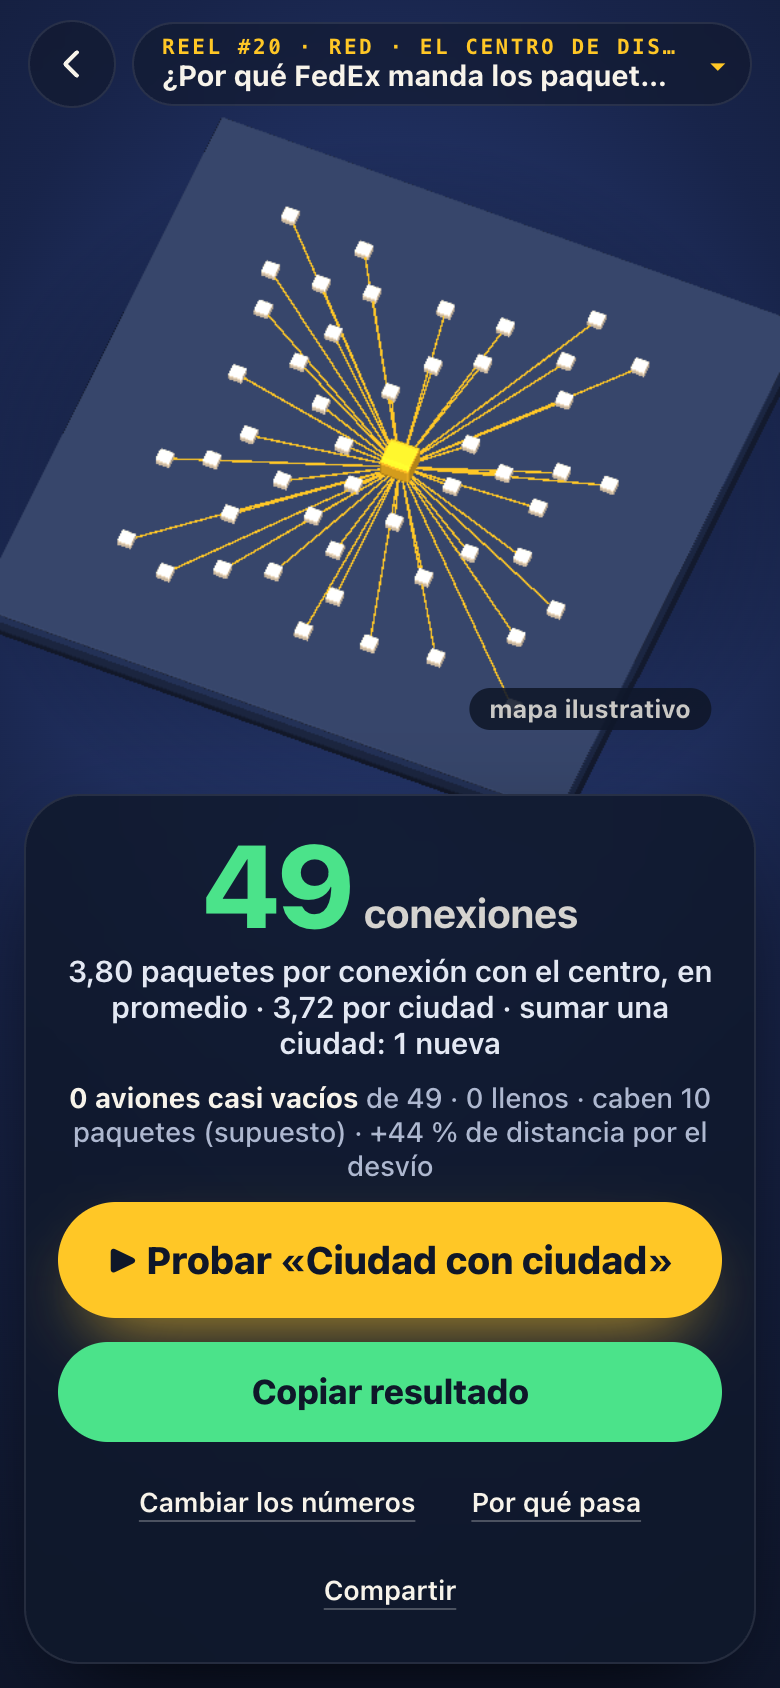 REEL #20 · RED · EL CENTRO DE DIS…
¿Por qué FedEx manda los paquet...
mapa ilustrativo
49 conexiones
3,80 paquetes por conexión con el centro, en
promedio · 3,72 por ciudad · sumar una
ciudad: 1 nueva
0 aviones casi vacíos de 49 · 0 llenos · caben 10
paquetes (supuesto) · +44 % de distancia por el
desvío
Probar «Ciudad con ciudad»
Copiar resultado
Cambiar los números
Por qué pasa
Compartir